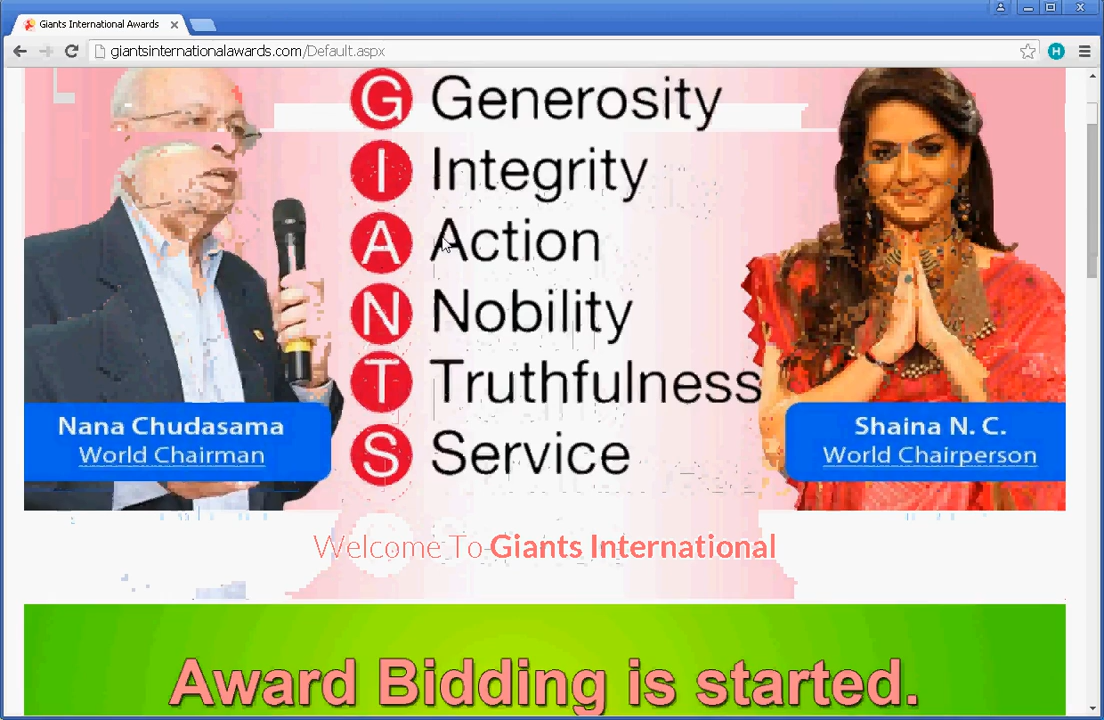 Giants International Awards
giantsinternationalawards.com/Default.aspx
H
G Generosity
I Integrity
A Action
N Nobility
T Truthfulness
S Service
Nana Chudasama
World Chairman
Shaina N. C.
World Chairperson
Welcome To Giants International
Award Bidding is started.